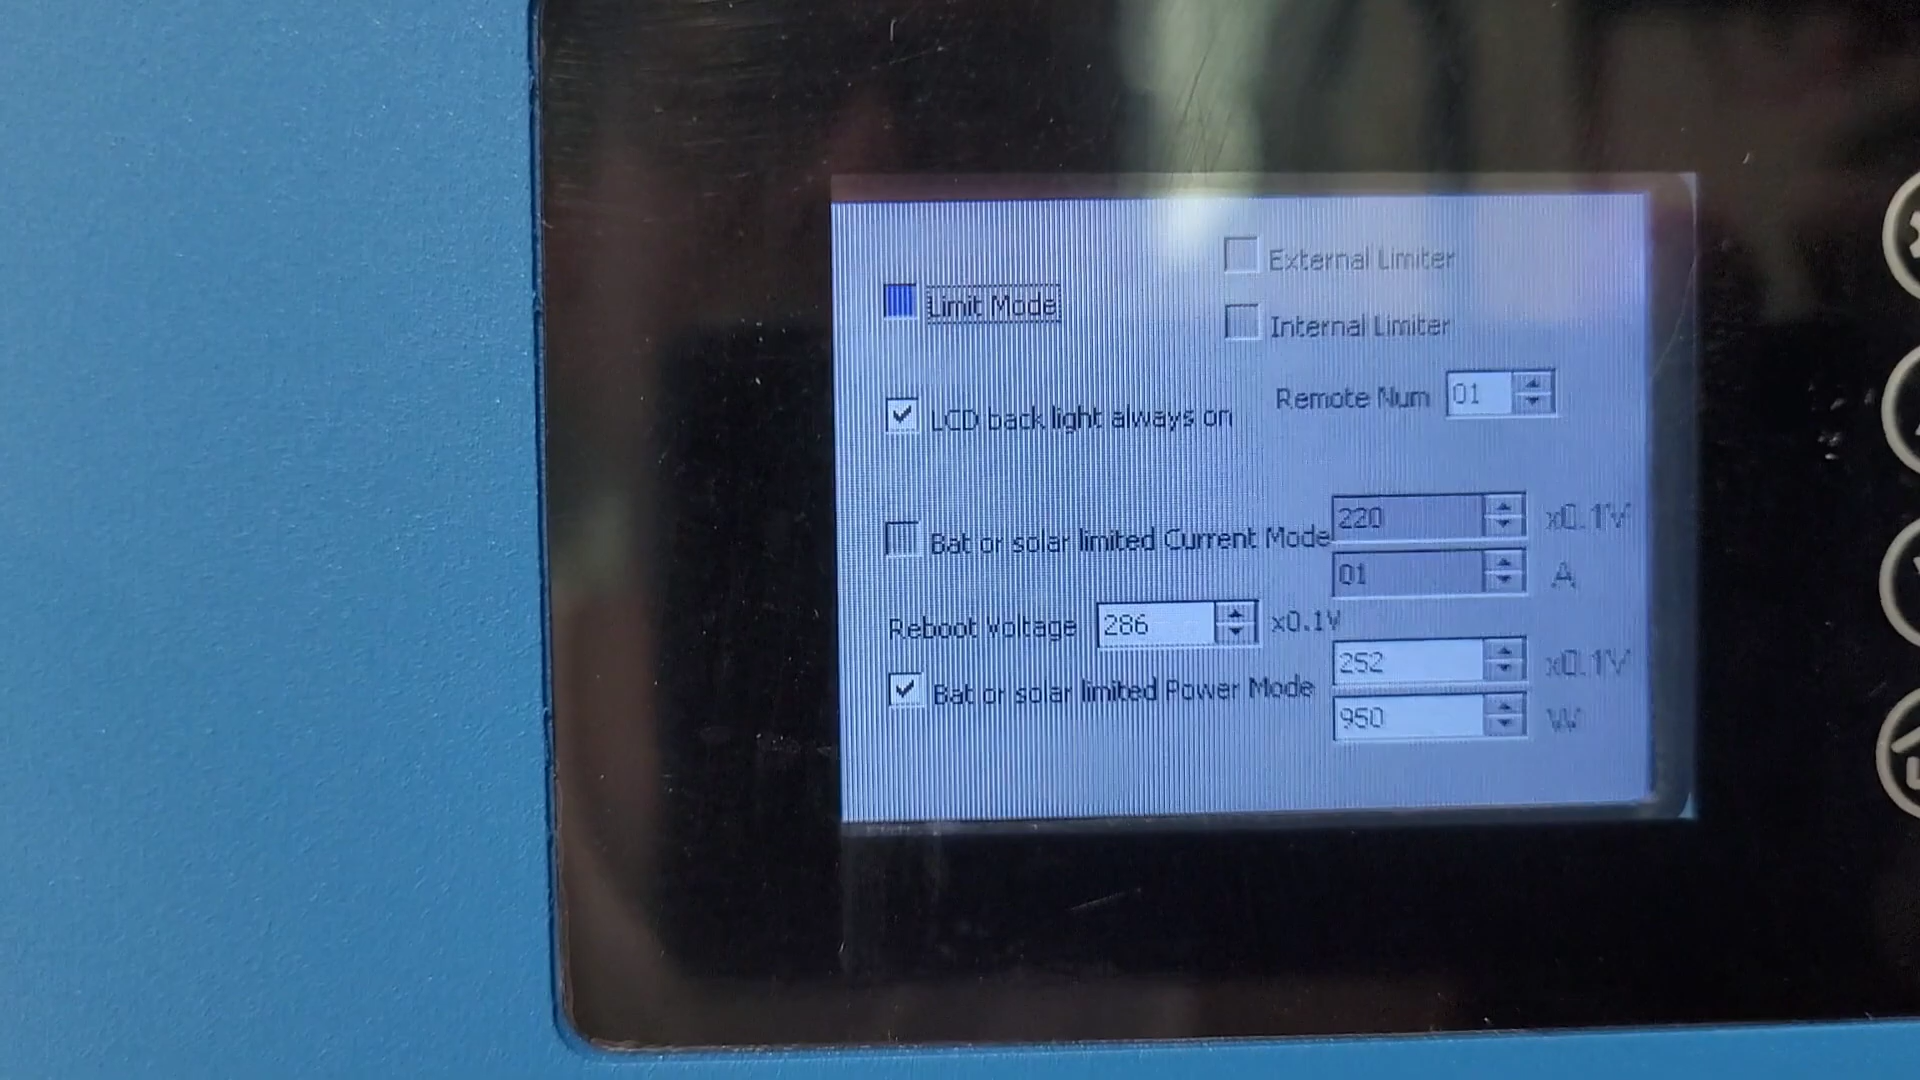 External Limiter
Limit Mode
Internal Limiter
Remote Num 01
LCD back light always on
220 x0.1V
Bat or solar limited Current Mode
01 A
Reboot voltage 286 x0.1V
252 x0.1V
Bat or solar limited Power Mode
950 W